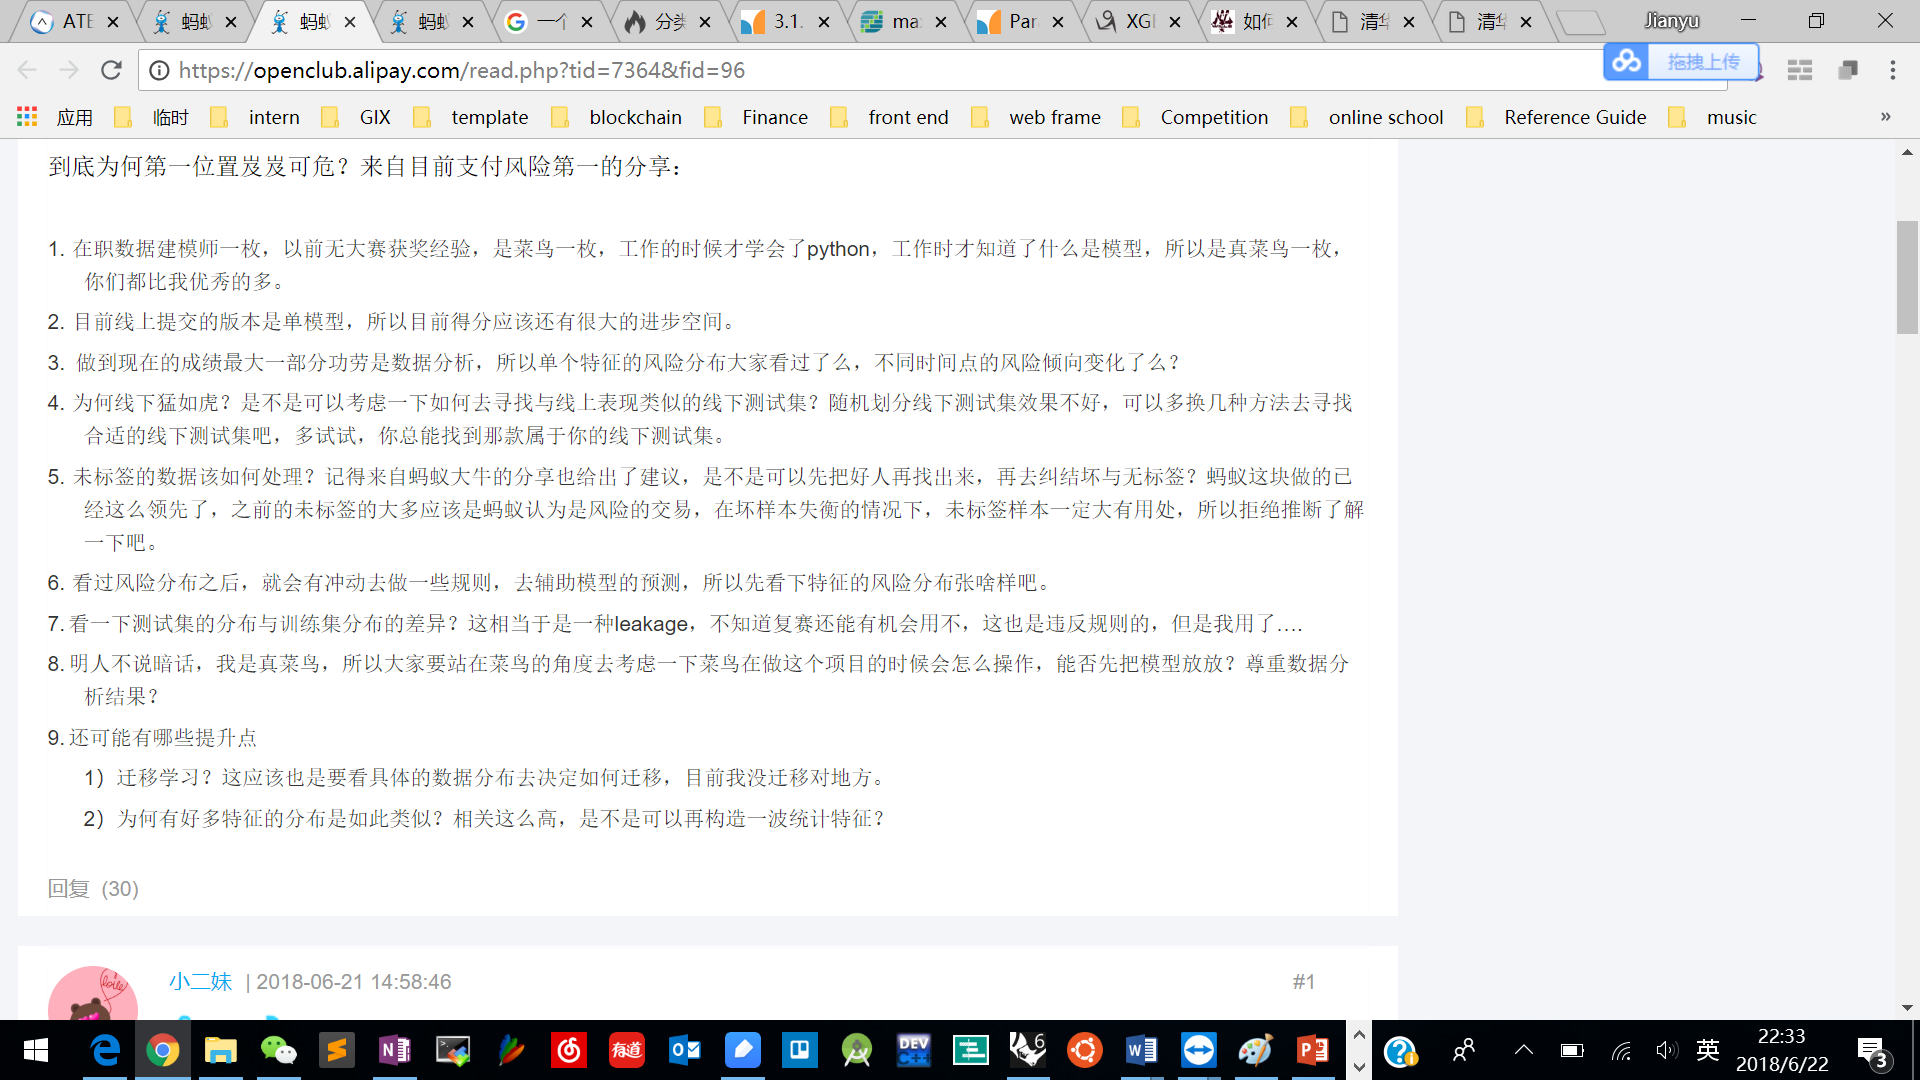 ATE
蚂蚁
蚂蚁
蚂蚁
一个
分类
3.1.
ma
Par
XGI
如何
清华
清华
Jianyu
https://openclub.alipay.com/read.php?tid=7364&fid=96
拖拽上传
应用 临时 intern GIX template blockchain Finance front end web frame Competition online school Reference Guide music »
到底为何第一位置岌岌可危？来自目前支付风险第一的分享：
1. 在职数据建模师一枚，以前无大赛获奖经验，是菜鸟一枚，工作的时候才学会了python，工作时才知道了什么是模型，所以是真菜鸟一枚，
你们都比我优秀的多。
2. 目前线上提交的版本是单模型，所以目前得分应该还有很大的进步空间。
3. 做到现在的成绩最大一部分功劳是数据分析，所以单个特征的风险分布大家看过了么，不同时间点的风险倾向变化了么？
4. 为何线下猛如虎？是不是可以考虑一下如何去寻找与线上表现类似的线下测试集？随机划分线下测试集效果不好，可以多换几种方法去寻找
合适的线下测试集吧，多试试，你总能找到那款属于你的线下测试集。
5. 未标签的数据该如何处理？记得来自蚂蚁大牛的分享也给出了建议，是不是可以先把好人再找出来，再去纠结坏与无标签？蚂蚁这块做的已
经这么领先了，之前的未标签的大多应该是蚂蚁认为是风险的交易，在坏样本失衡的情况下，未标签样本一定大有用处，所以拒绝推断了解
一下吧。
6. 看过风险分布之后，就会有冲动去做一些规则，去辅助模型的预测，所以先看下特征的风险分布张啥样吧。
7. 看一下测试集的分布与训练集分布的差异？这相当于是一种leakage，不知道复赛还能有机会用不，这也是违反规则的，但是我用了....
8. 明人不说暗话，我是真菜鸟，所以大家要站在菜鸟的角度去考虑一下菜鸟在做这个项目的时候会怎么操作，能否先把模型放放？尊重数据分
析结果？
9. 还可能有哪些提升点
1）迁移学习？这应该也是要看具体的数据分布去决定如何迁移，目前我没迁移对地方。
2）为何有好多特征的分布是如此类似？相关这么高，是不是可以再构造一波统计特征？
回复 (30)
小二妹 | 2018-06-21 14:58:46 #1
有道
DEV
C++
6
英
22:33
2018/6/22
3